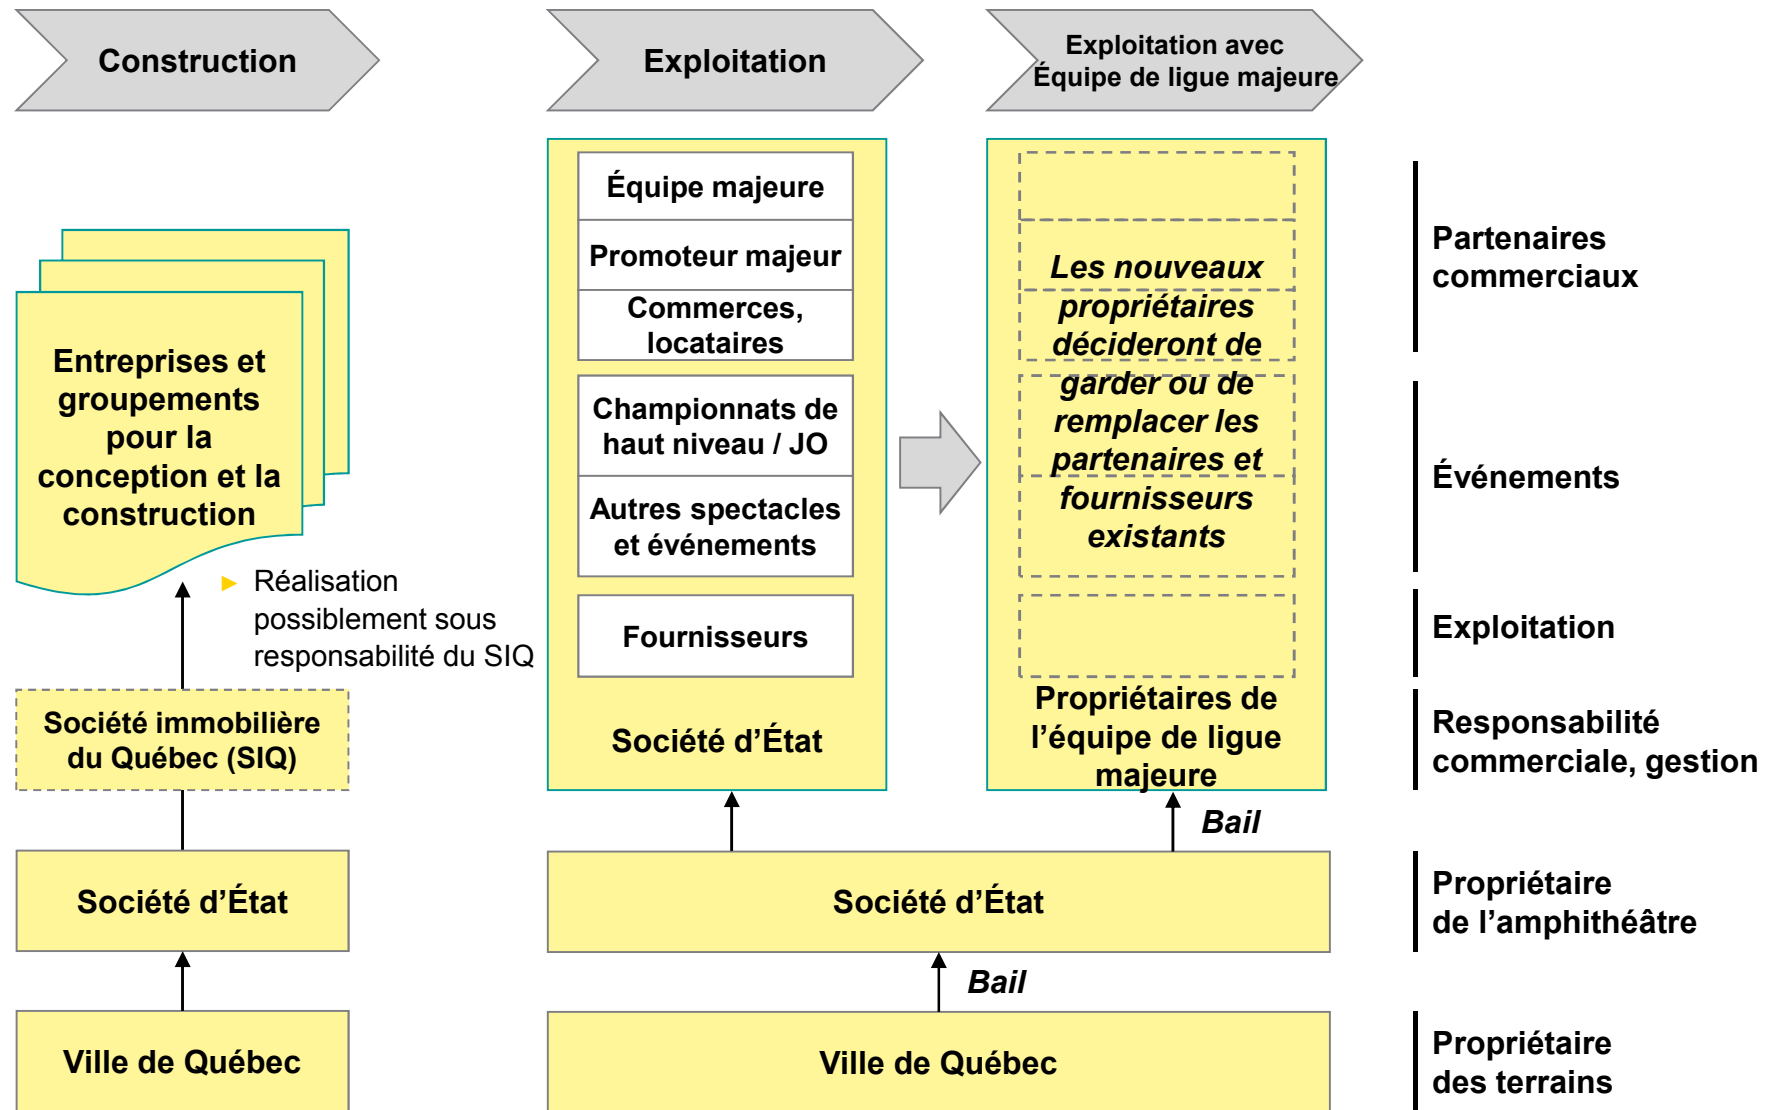 Construction
Exploitation
Exploitation avec
Équipe de ligue majeure
Entreprises et
groupements
pour la
conception et la
construction
► Réalisation
possiblement sous
responsabilité du SIQ
Société immobilière
du Québec (SIQ)
Société d’État
Ville de Québec
Équipe majeure
Promoteur majeur
Commerces,
locataires
Championnats de
haut niveau / JO
Autres spectacles
et événements
Fournisseurs
Société d’État
Les nouveaux
propriétaires
décideront de
garder ou de
remplacer les
partenaires et
fournisseurs
existants
Propriétaires de
l’équipe de ligue
majeure
Bail
Société d’État
Bail
Ville de Québec
Partenaires
commerciaux
Événements
Exploitation
Responsabilité
commerciale, gestion
Propriétaire
de l’amphithéâtre
Propriétaire
des terrains